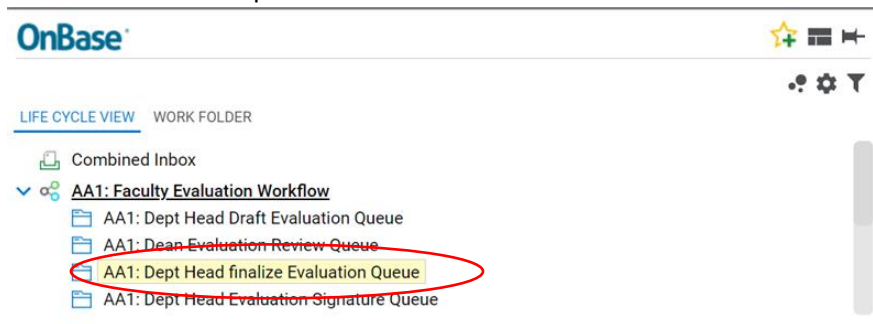 OnBase
LIFE CYCLE VIEW WORK FOLDER
Combined Inbox
AA1: Faculty Evaluation Workflow
AA1: Dept Head Draft Evaluation Queue
AA1: Dean Evaluation Review Queue
AA1: Dept Head finalize Evaluation Queue
AA1: Dept Head Evaluation Signature Queue